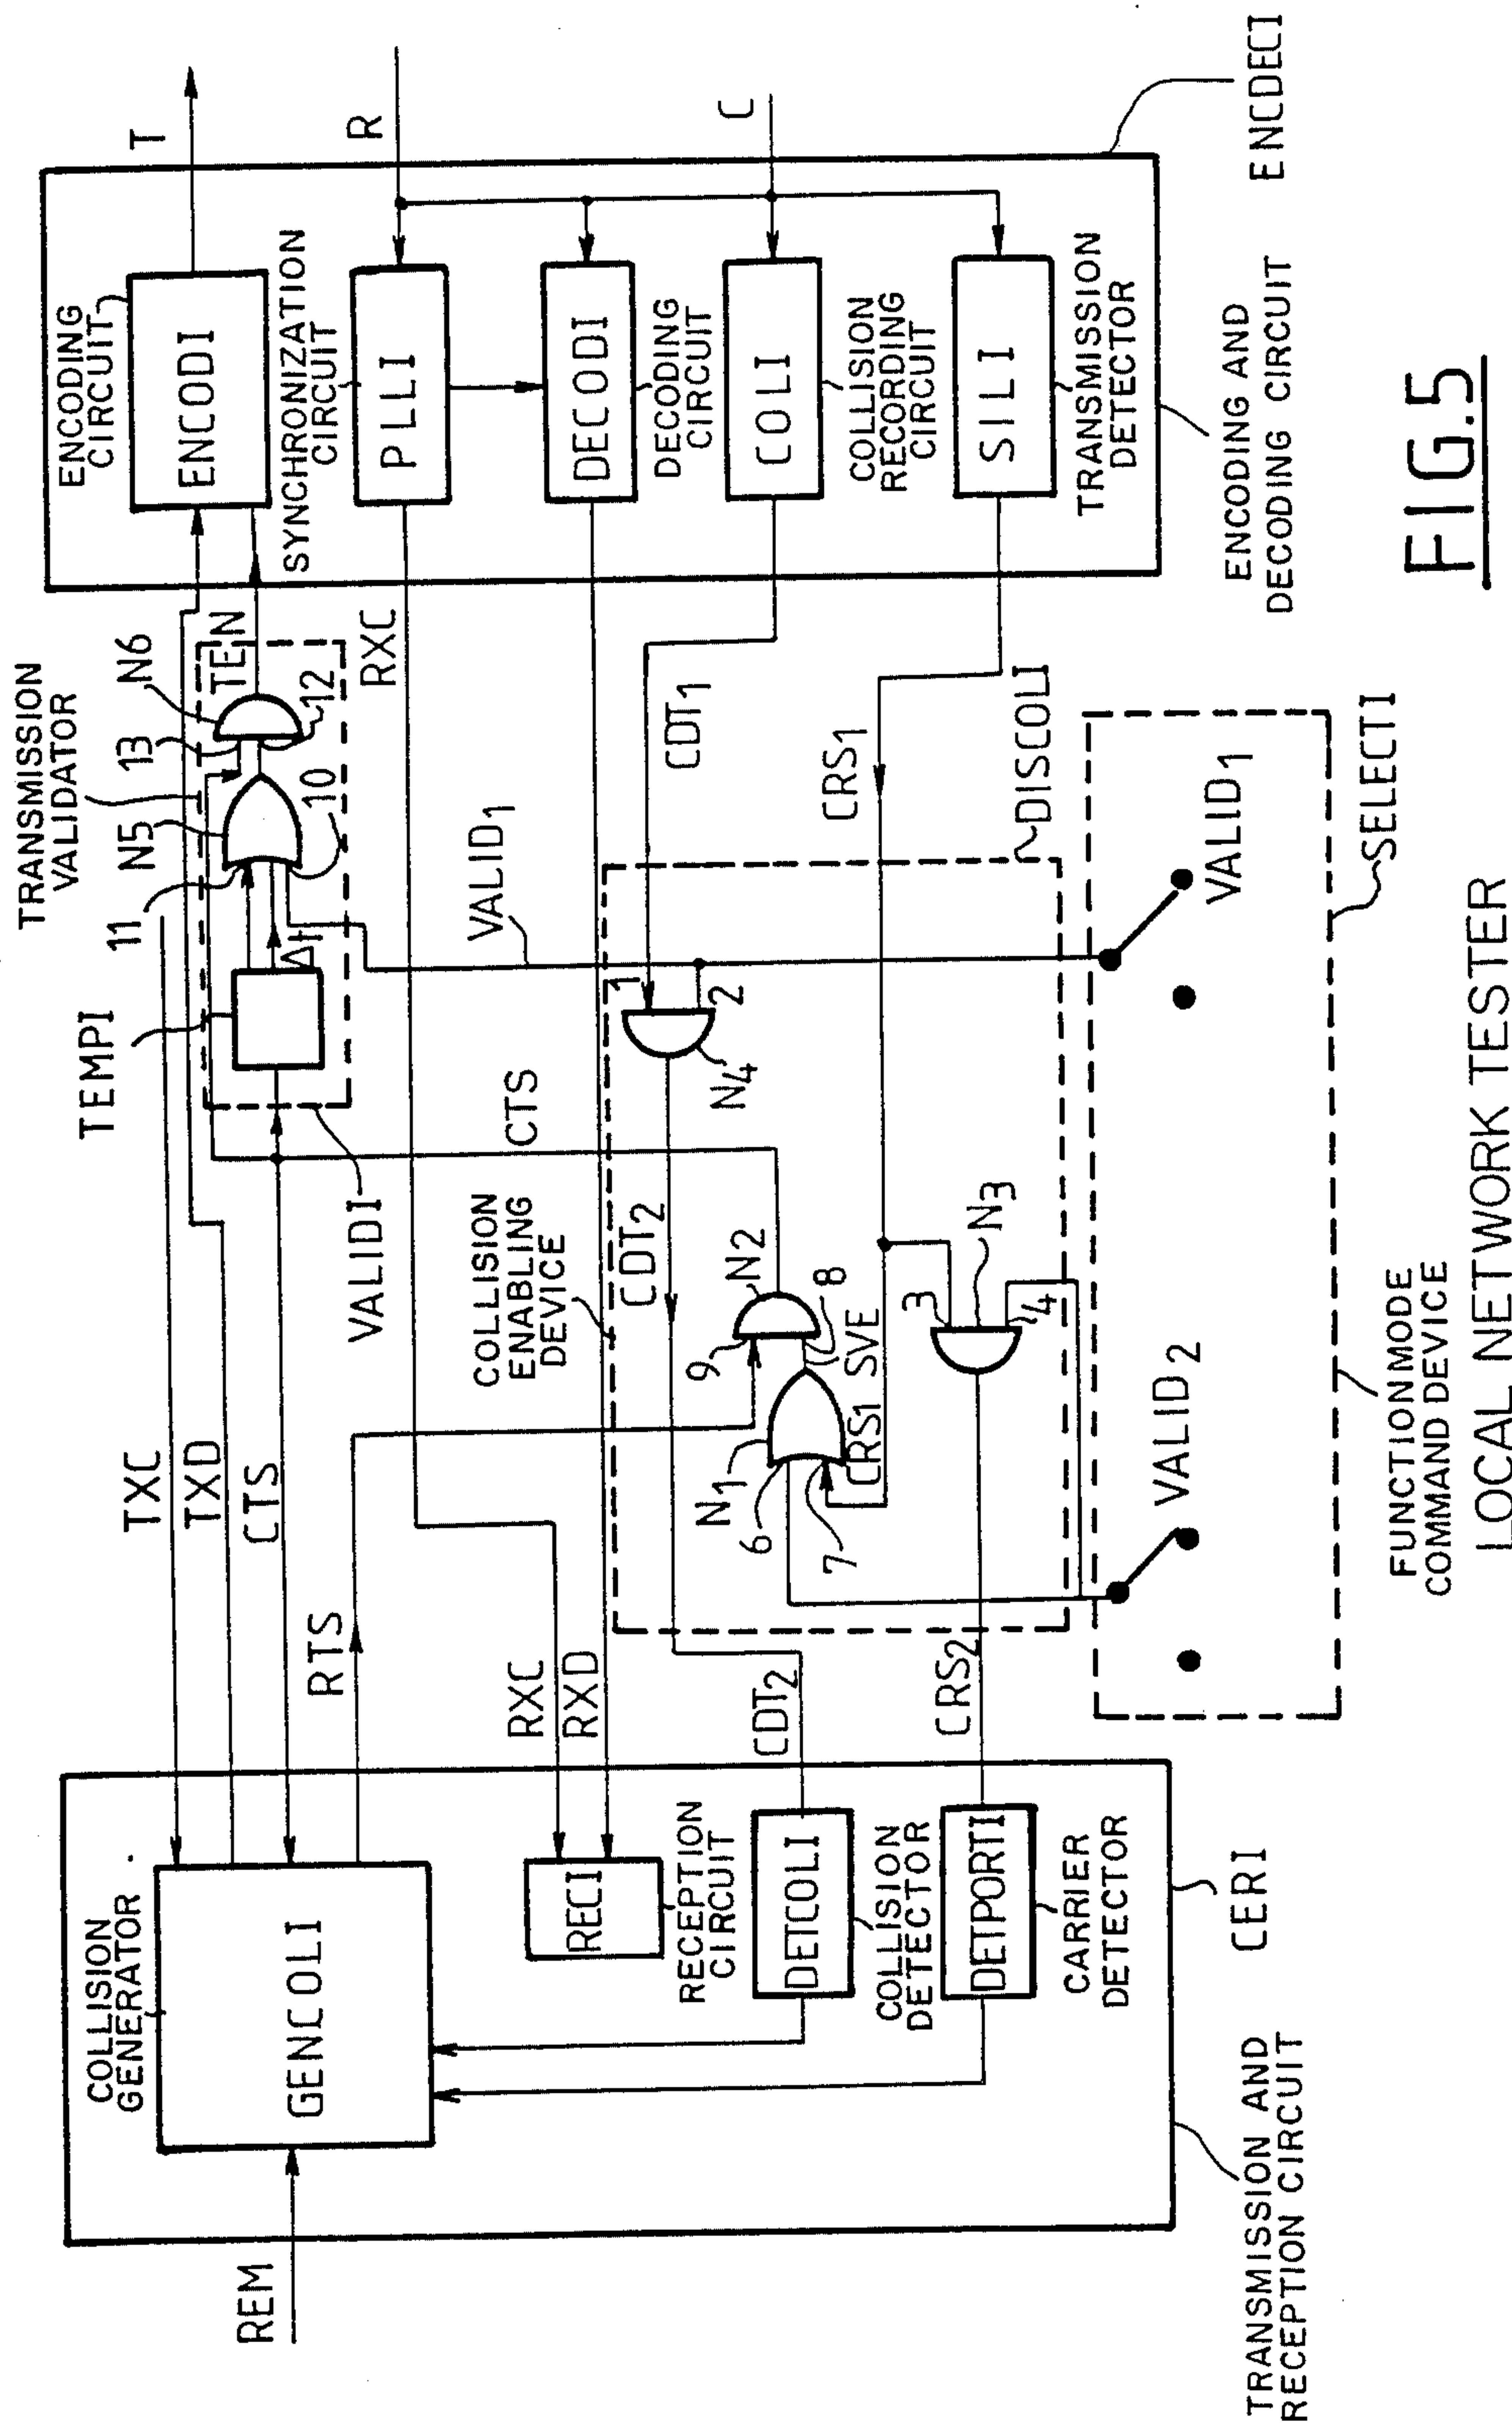 REM
COLLISION
GENERATOR
GENCOLI
RECI
RECEPTION
CIRCUIT
DETCOLI
COLLISION
DETECTOR
DETPORTI
CARRIER
DETECTOR
CERI
TRANSMISSION AND
RECEPTION CIRCUIT
TXC
TXD
CTS
RTS
RXC
RXD
CDT2
CRS2
TEMPI
VALIDI
COLLISION
ENABLING
DEVICE
CDT2
CTS
N1
6
7
CRS1
SVE
8
9
N2
3
4
N3
N4
1
2
VALID1
CDT1
CRS1
DISCOLI
TRANSMISSION
VALIDATOR
11
N5
13
N6
10
12
Δt
TEN
RXC
VALID2
VALID1
SELECTI
FUNCTION MODE
COMMAND DEVICE
LOCAL NETWORK TESTER
ENCODING
CIRCUIT
ENCODI
SYNCHRONIZATION
CIRCUIT
PLLI
DECODI
DECODING
CIRCUIT
COLI
COLLISION
RECORDING
CIRCUIT
SILI
TRANSMISSION
DETECTOR
ENCODING AND
DECODING CIRCUIT
T
R
C
ENCDECI
FIG.5